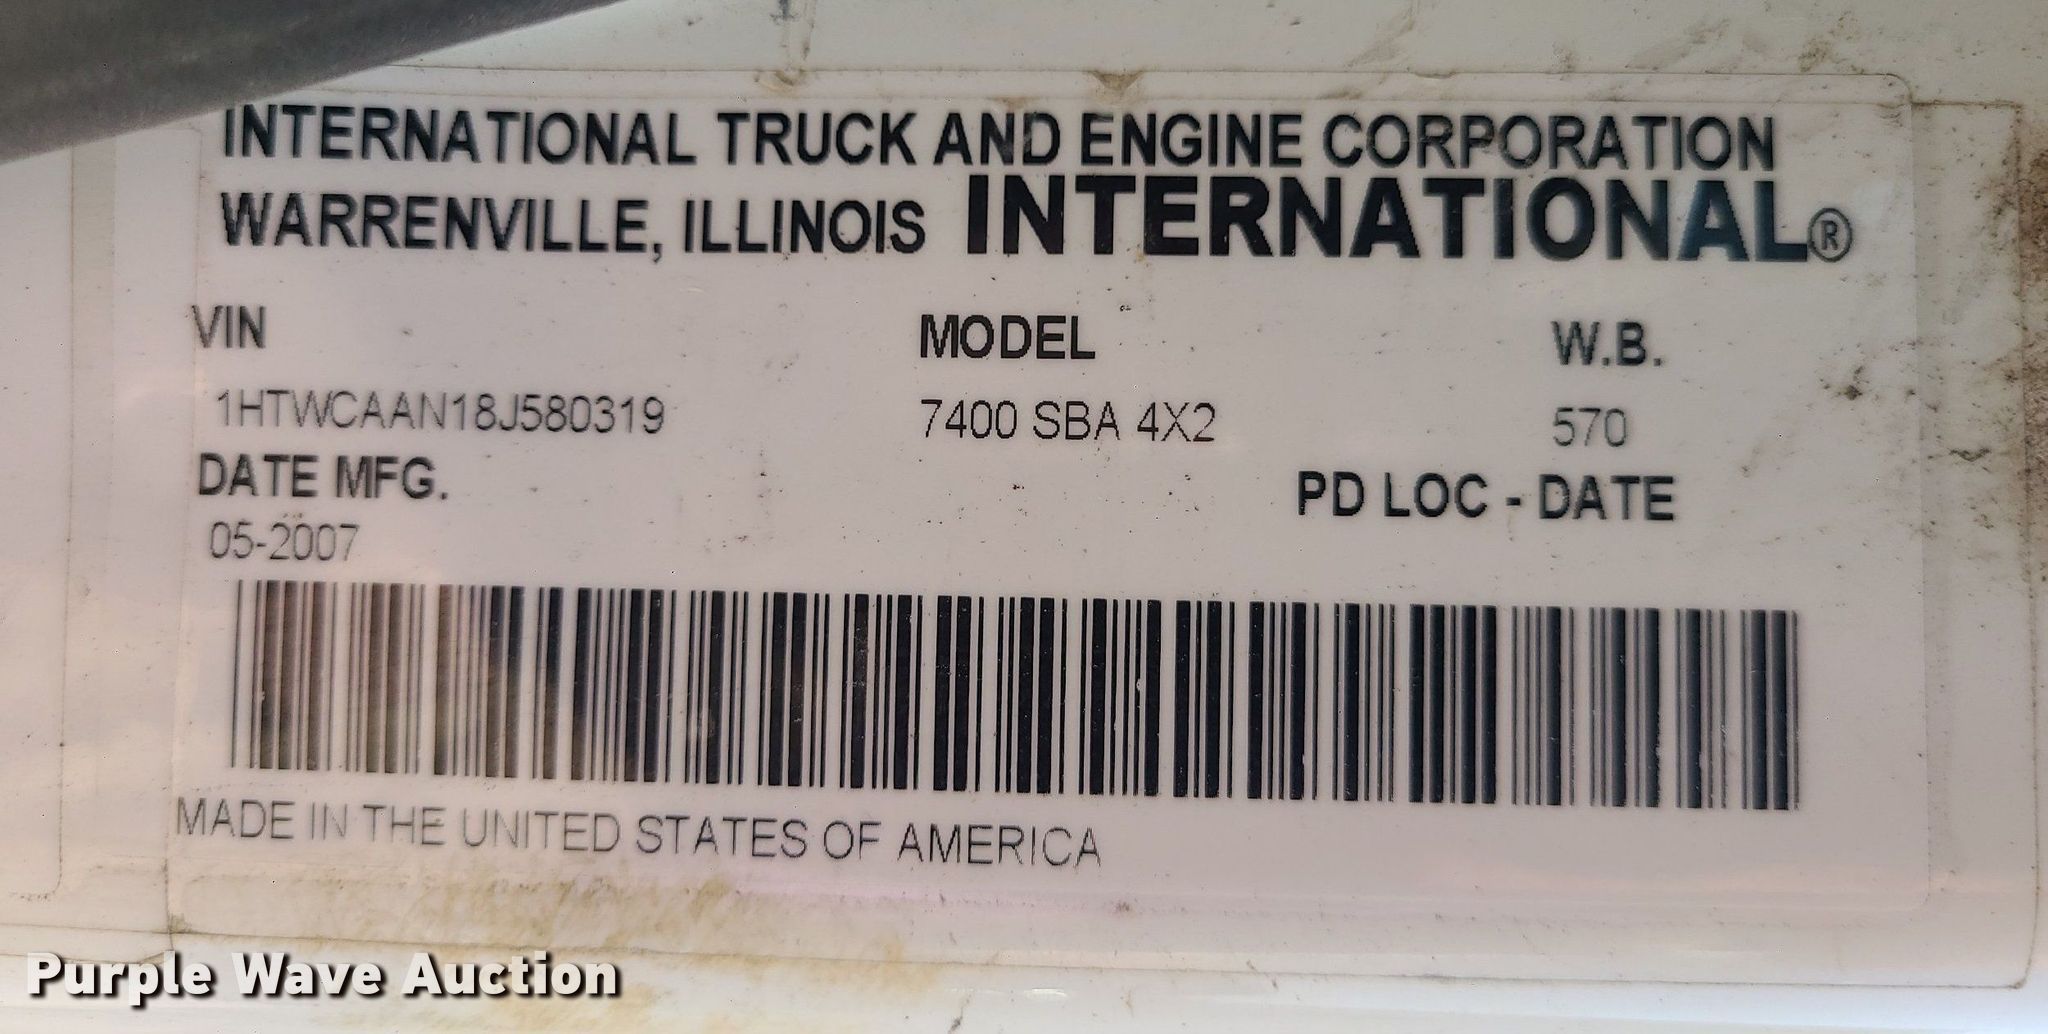 INTERNATIONAL TRUCK AND ENGINE CORPORATION
WARRENVILLE, ILLINOIS INTERNATIONAL®
VIN MODEL W.B.
1HTWCAAN18J580319 7400 SBA 4X2 570
DATE MFG. PD LOC - DATE
05-2007
MADE IN THE UNITED STATES OF AMERICA
Purple Wave Auction